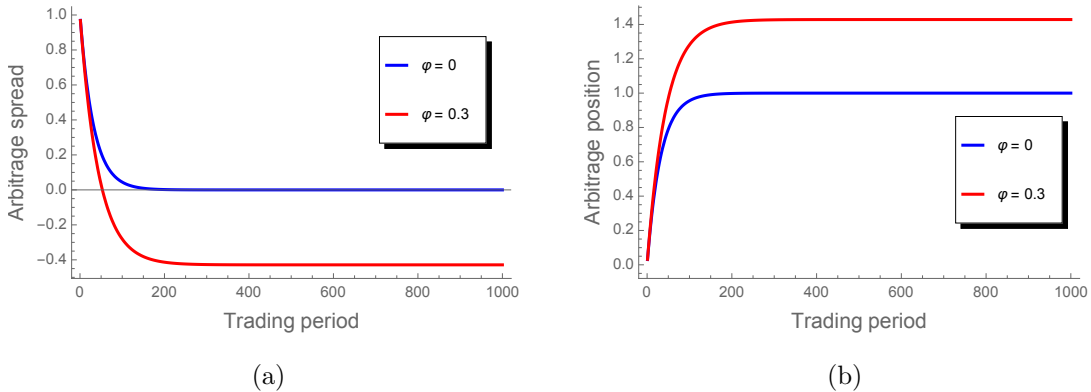 Arbitrage spread
1.0
0.8
0.6
0.4
0.2
0.0
−0.2
−0.4
φ = 0
φ = 0.3
0 200 400 600 800 1000
Trading period
(a)
Arbitrage position
1.4
1.2
1.0
0.8
0.6
0.4
0.2
0.0
φ = 0
φ = 0.3
0 200 400 600 800 1000
Trading period
(b)